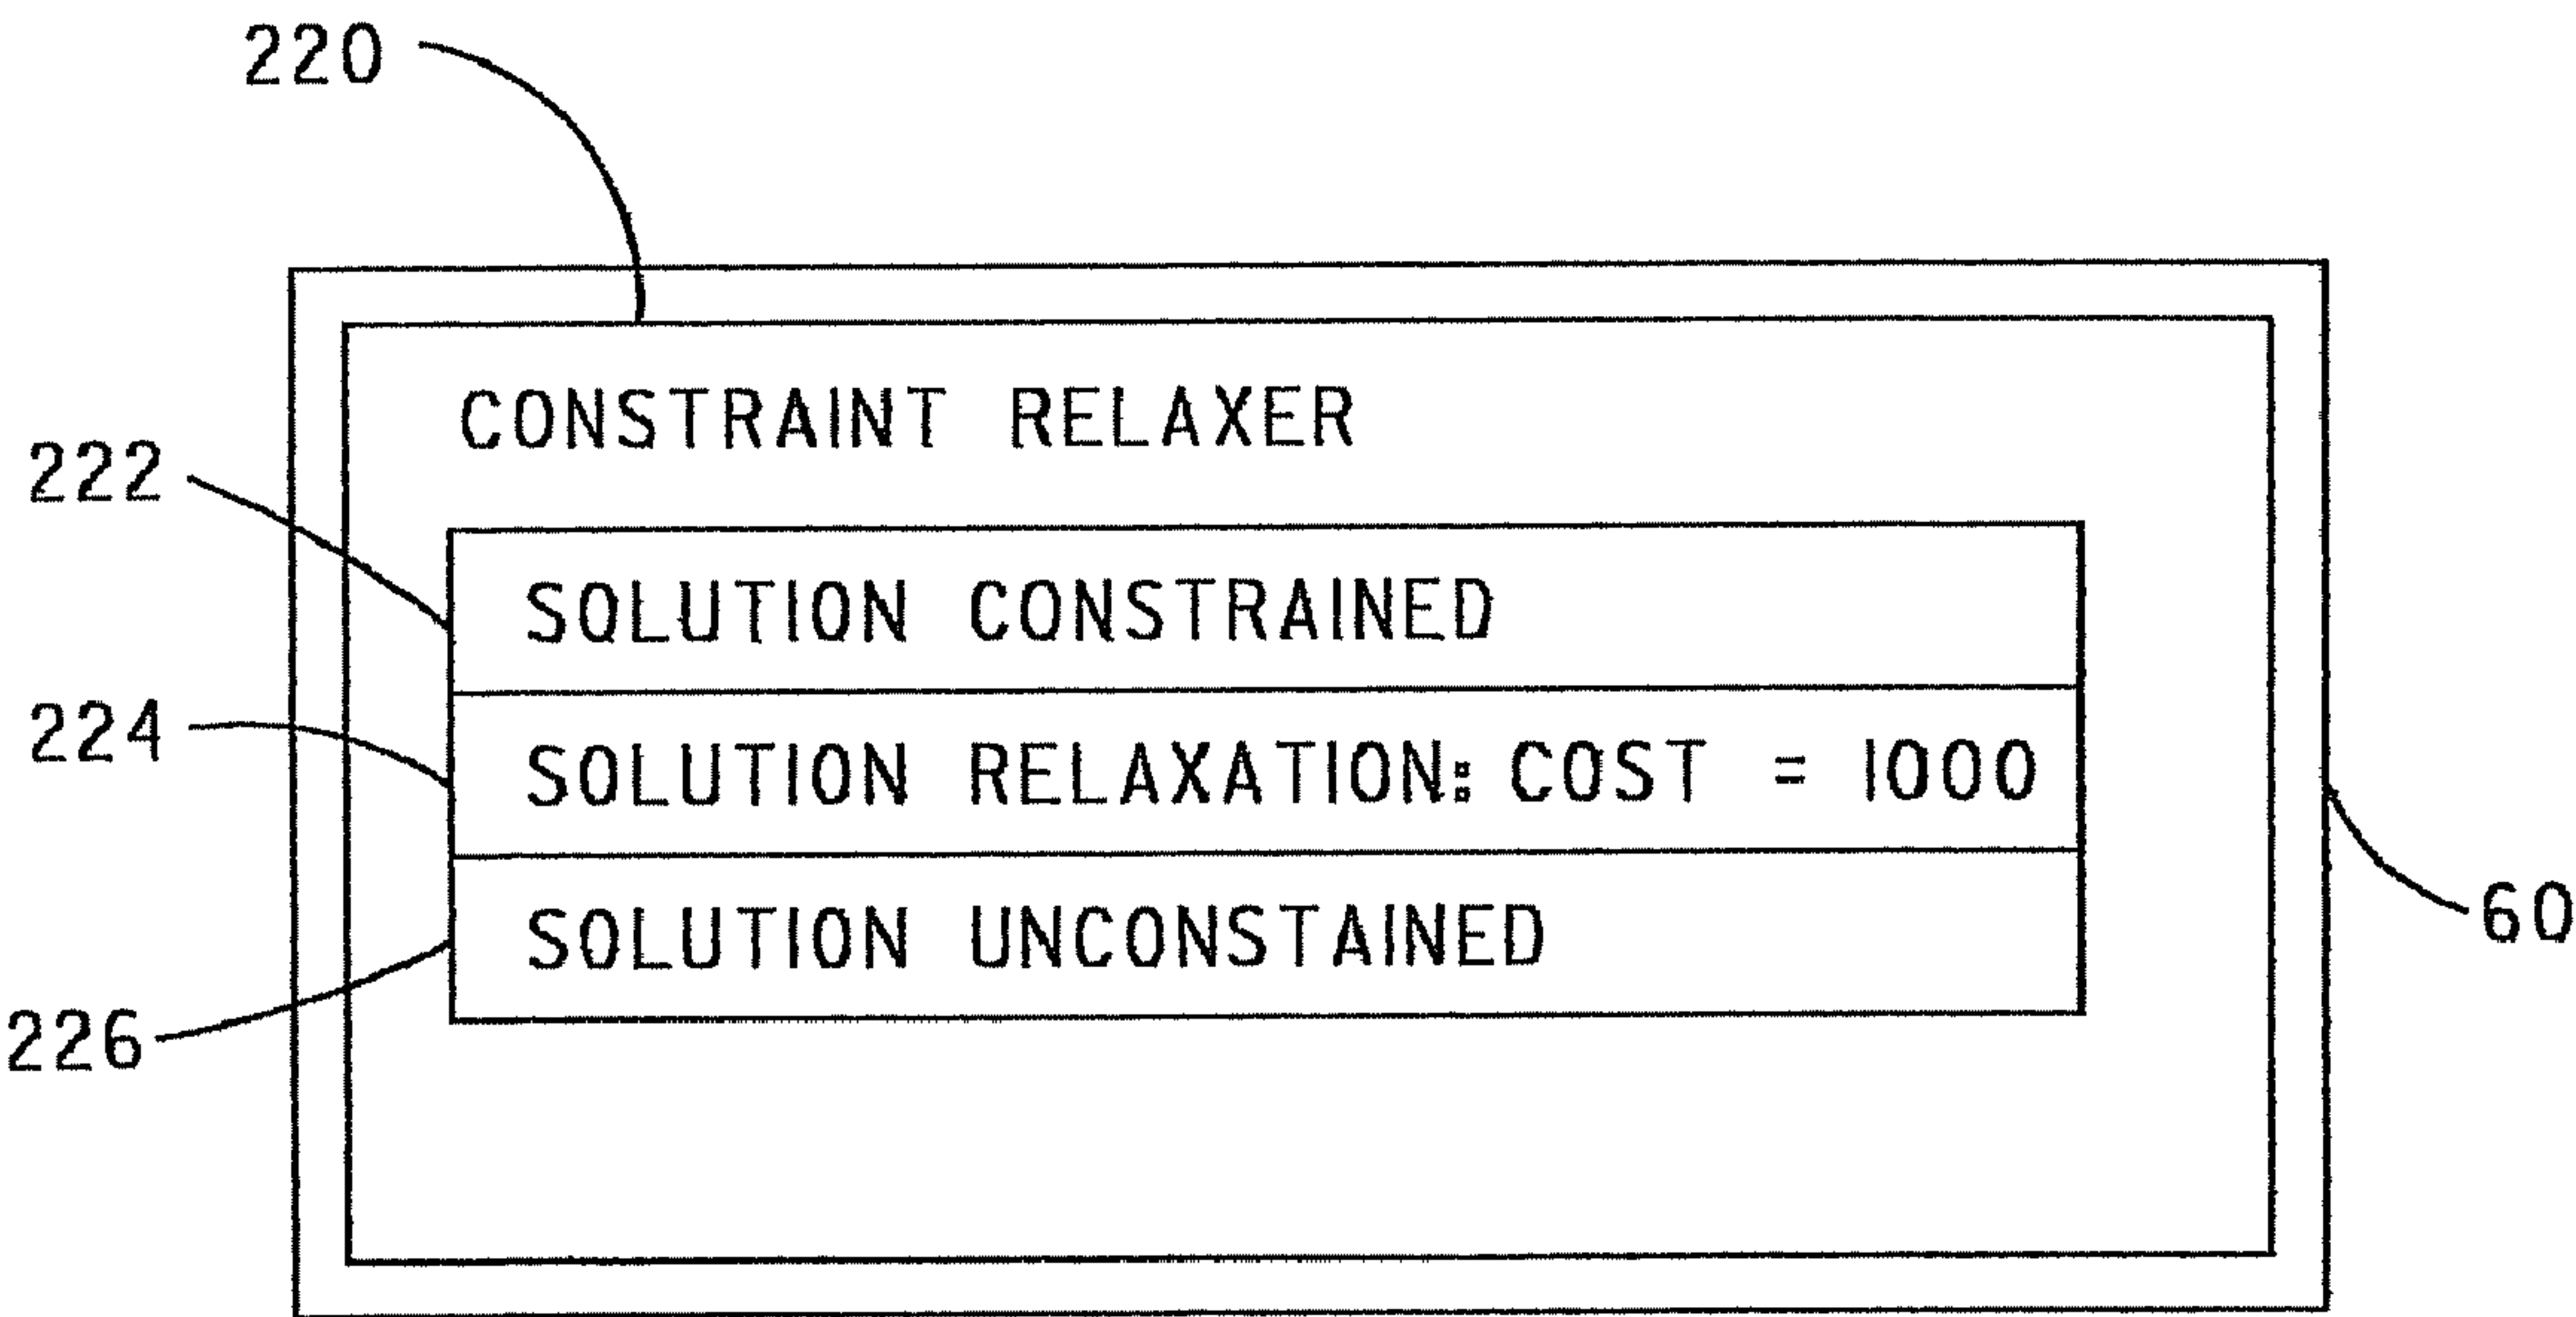 220
CONSTRAINT RELAXER
222
SOLUTION CONSTRAINED
224
SOLUTION RELAXATION: COST = 1000
60
SOLUTION UNCONSTAINED
226